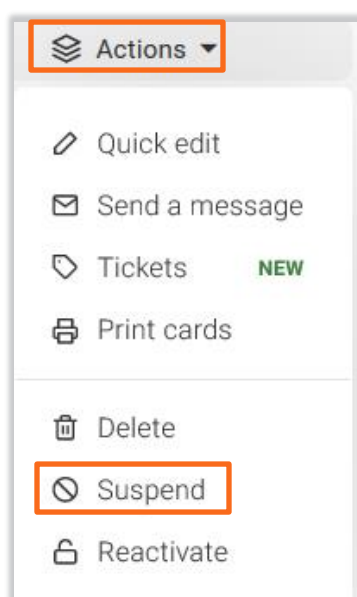 Actions
Quick edit
Send a message
Tickets NEW
Print cards
Delete
Suspend
Reactivate